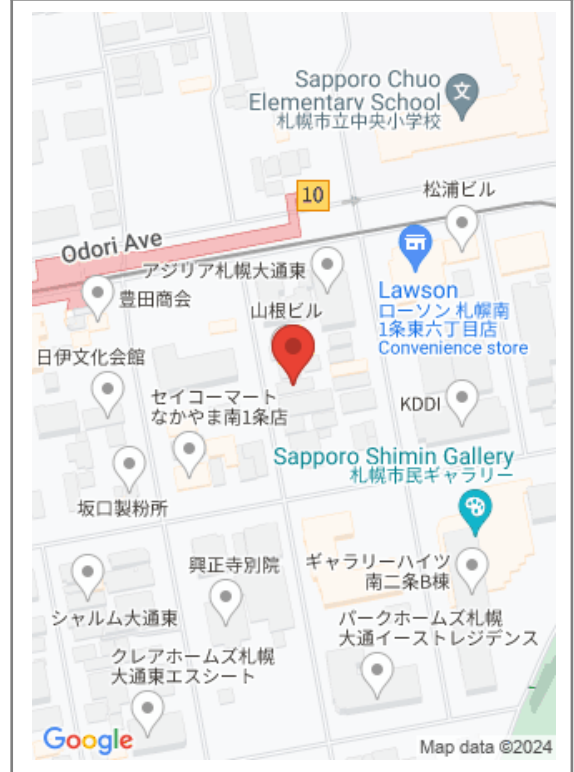 Sapporo Chuo
Elementary School
札幌市立中央小学校
文
10
松浦ビル
Odori Ave
アジリア札幌大通東
豊田商会
山根ビル
Lawson
ローソン 札幌南
1条東六丁目店
Convenience store
日伊文化会館
セイコーマート
なかやま南1条店
KDDI
Sapporo Shimin Gallery
札幌市民ギャラリー
坂口製粉所
興正寺別院
ギャラリーハイツ
南二条B棟
シャルム大通東
パークホームズ札幌
大通イーストレジデンス
クレアホームズ札幌
大通東エスシート
Google
Map data ©2024